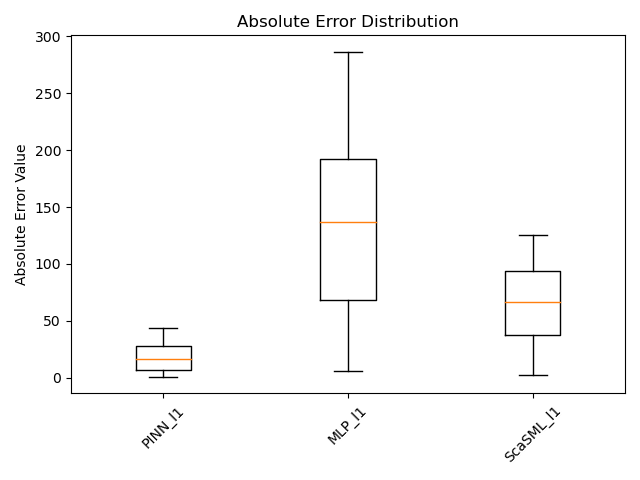 Absolute Error Distribution
Absolute Error Value
300
250
200
150
100
50
0
PINN_l1
MLP_l1
ScaSML_l1